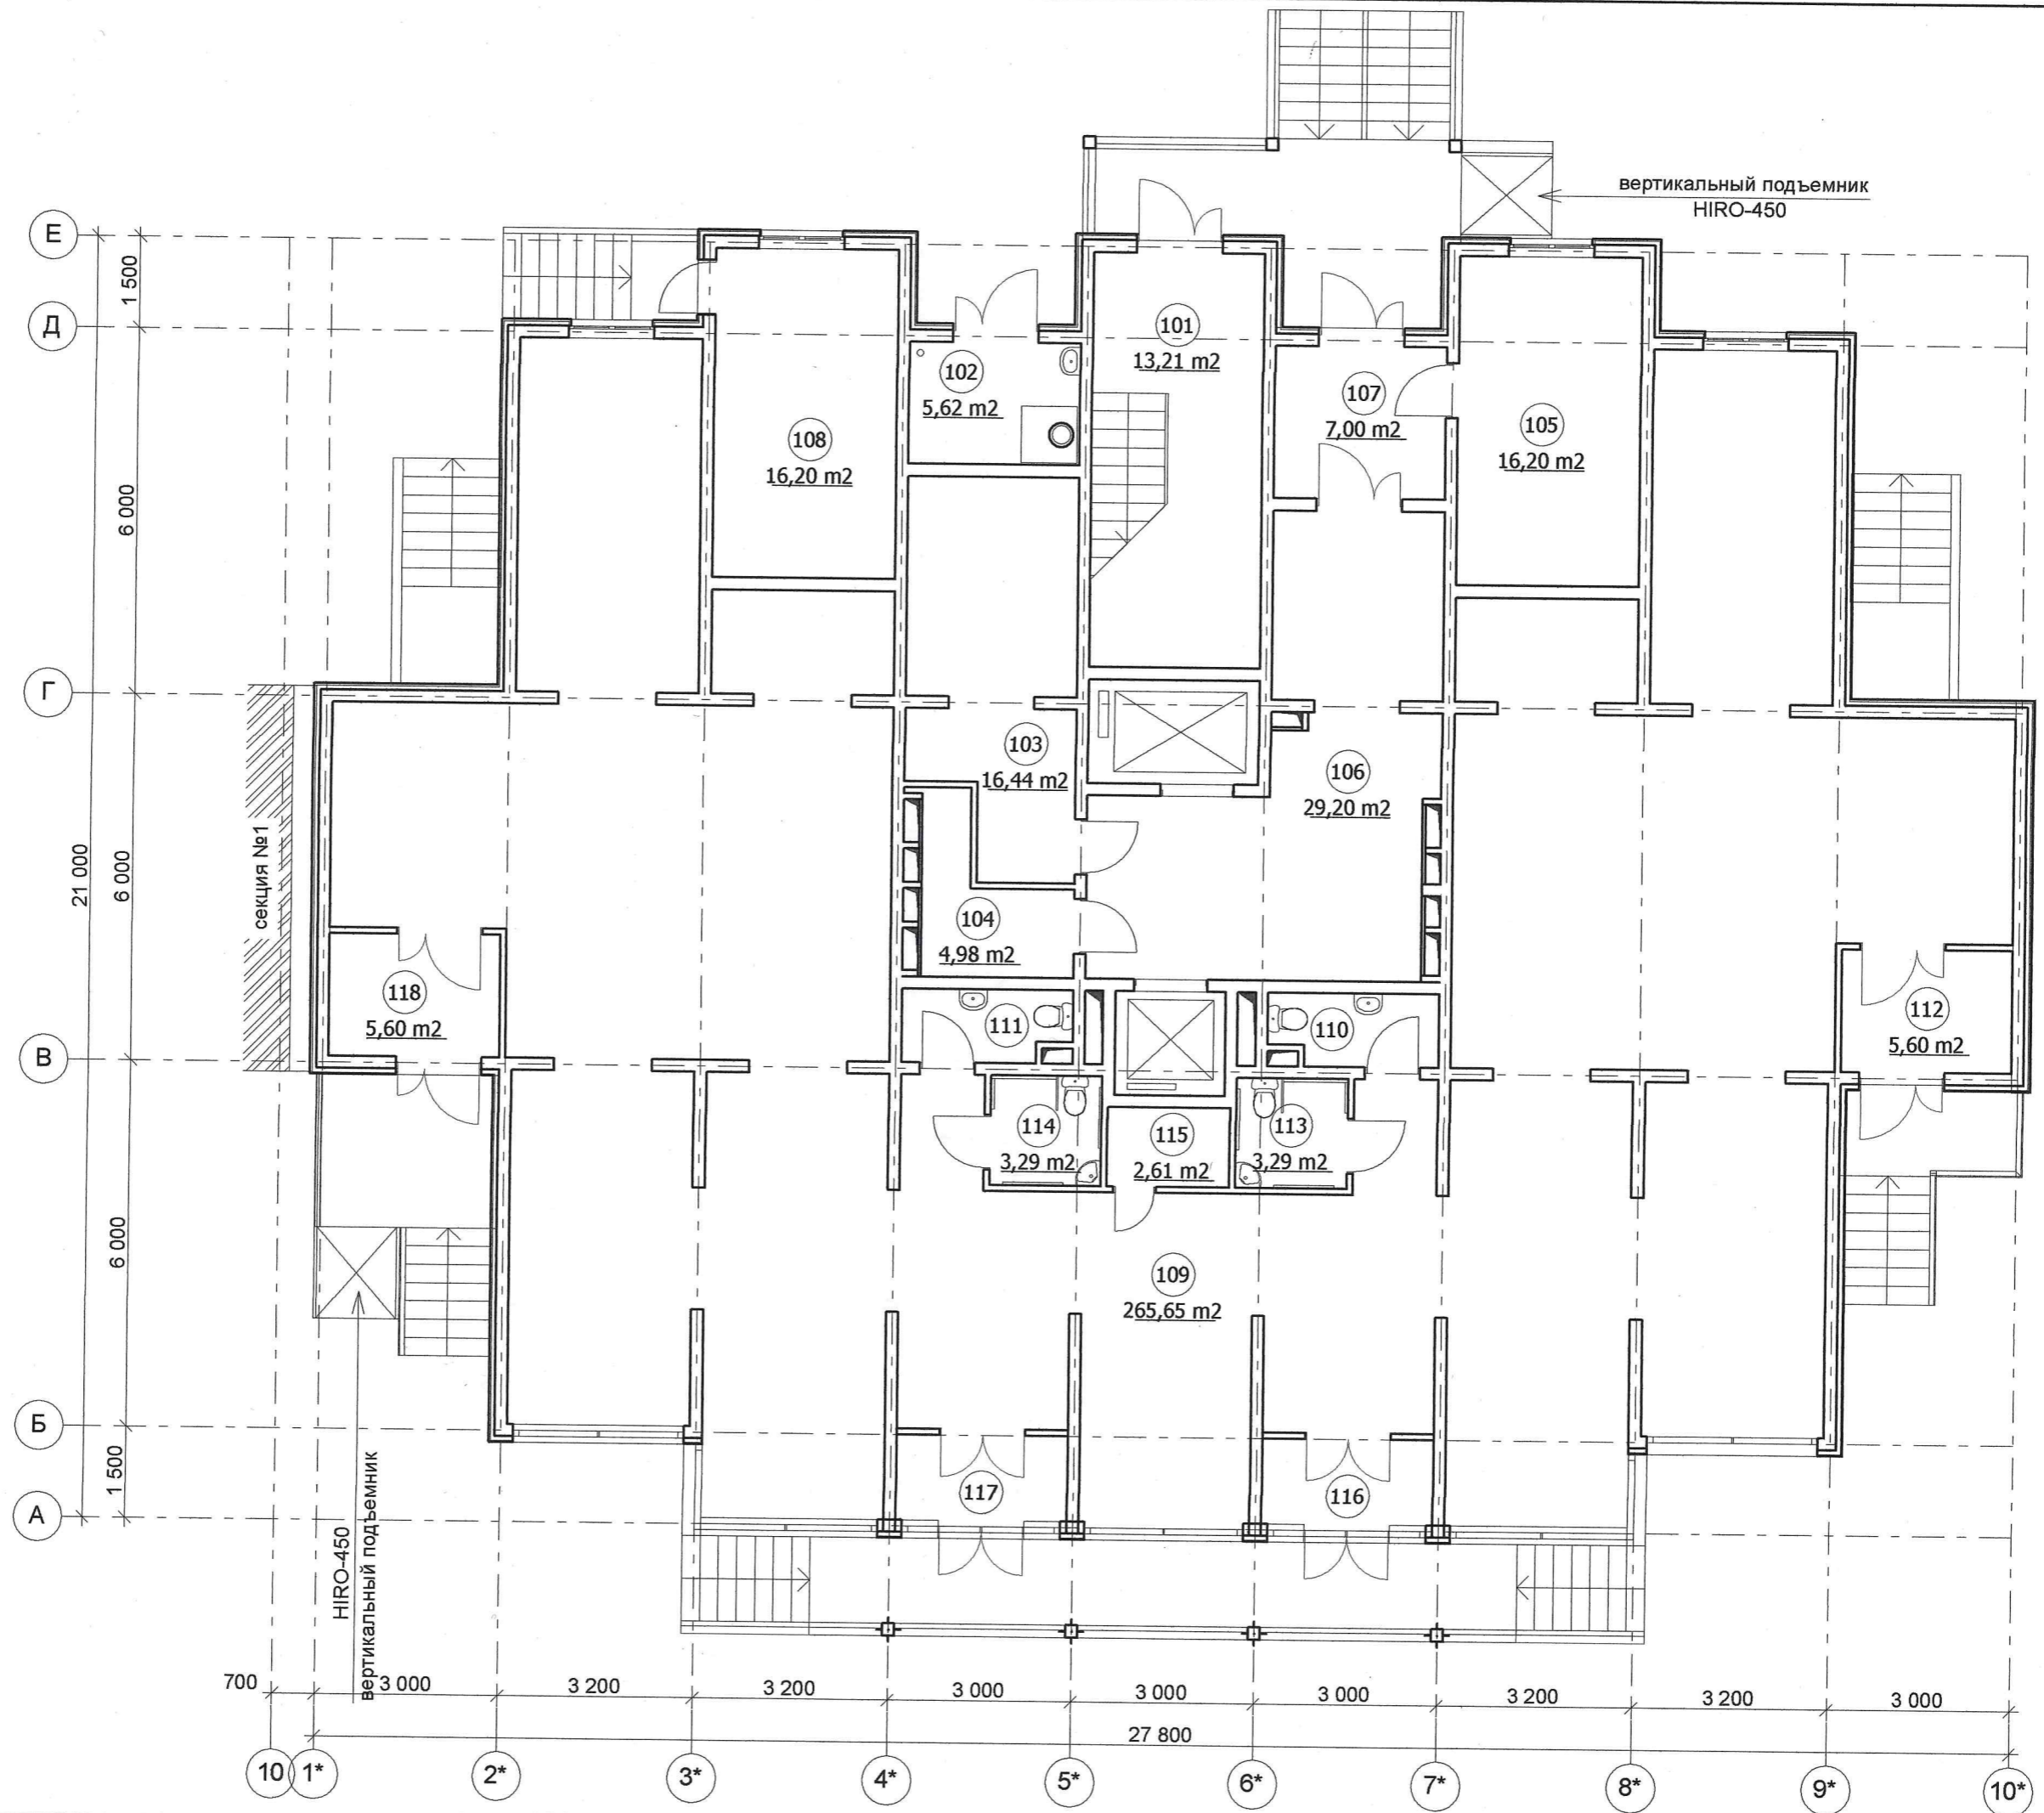 вертикальный подъемник
HIRO-450
Е
1 500
Д
101
13,21 m2
102
5,62 m2
107
7,00 m2
108
16,20 m2
105
16,20 m2
6 000
Г
103
16,44 m2
106
29,20 m2
21 000
6 000
секция №1
104
4,98 m2
118
5,60 m2
111
110
112
5,60 m2
В
114
3,29 m2
115
2,61 m2
113
3,29 m2
6 000
109
265,65 m2
Б
1 500
117
116
А
HIRO-450
вертикальный подъемник
700
3 000
3 200
3 200
3 000
3 000
3 000
3 200
3 200
3 000
27 800
10
1*
2*
3*
4*
5*
6*
7*
8*
9*
10*